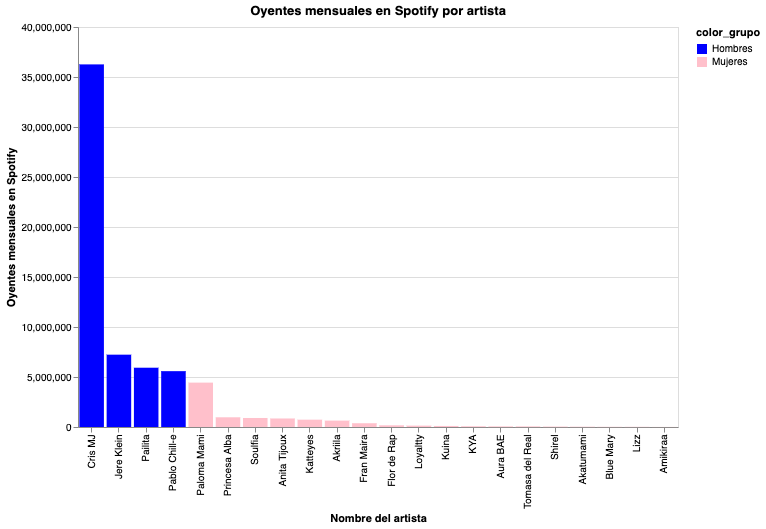 Oyentes mensuales en Spotify por artista
color_grupo
Hombres
Mujeres
40,000,000
35,000,000
30,000,000
25,000,000
20,000,000
15,000,000
10,000,000
5,000,000
0
Oyentes mensuales en Spotify
Cris MJ
Jere Klein
Pailita
Pablo Chill-e
Paloma Mami
Princesa Alba
Soulfia
Anita Tijoux
Katteyes
Akriila
Fran Maira
Flor de Rap
Loyaltty
Kuina
KYA
Aura BAE
Tomasa del Real
Shirel
Akatumami
Blue Mary
Lizz
Amikiraa
Nombre del artista